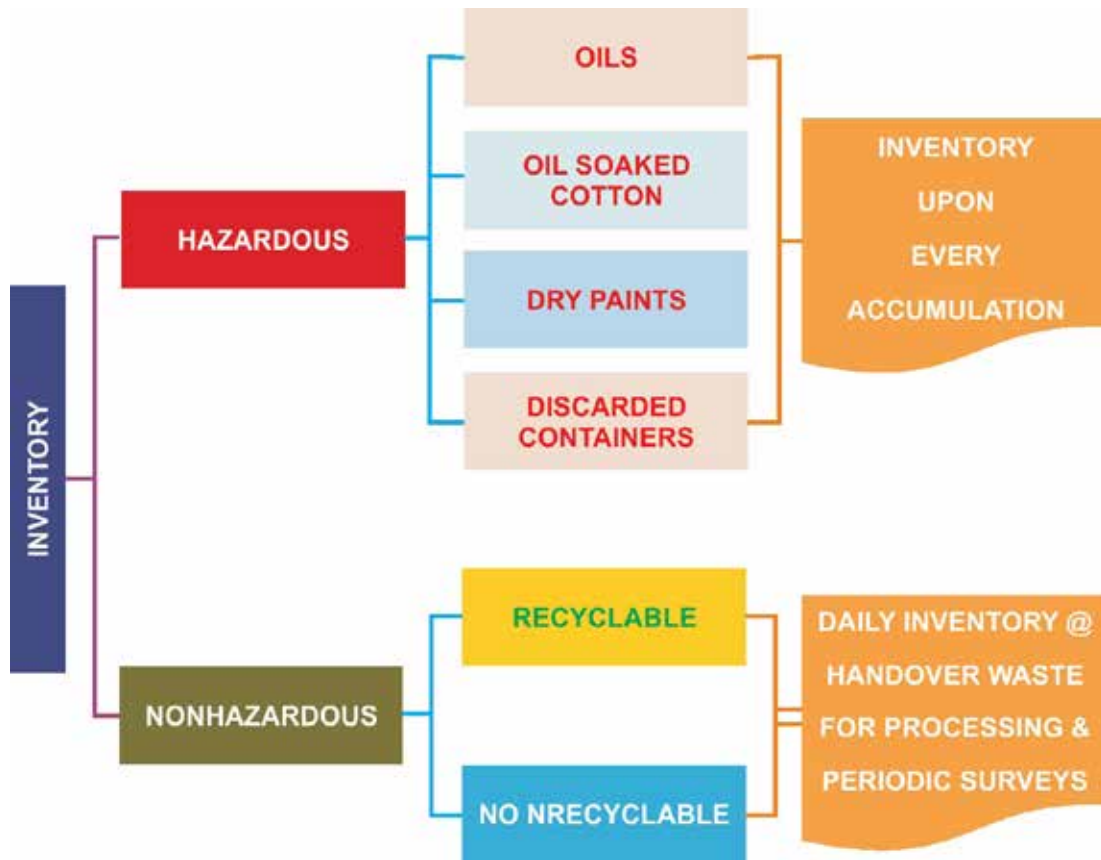 INVENTORY
HAZARDOUS
OILS
OIL SOAKED
COTTON
DRY PAINTS
DISCARDED
CONTAINERS
INVENTORY
UPON
EVERY
ACCUMULATION
NONHAZARDOUS
RECYCLABLE
NO NRECYCLABLE
DAILY INVENTORY @
HANDOVER WASTE
FOR PROCESSING &
PERIODIC SURVEYS